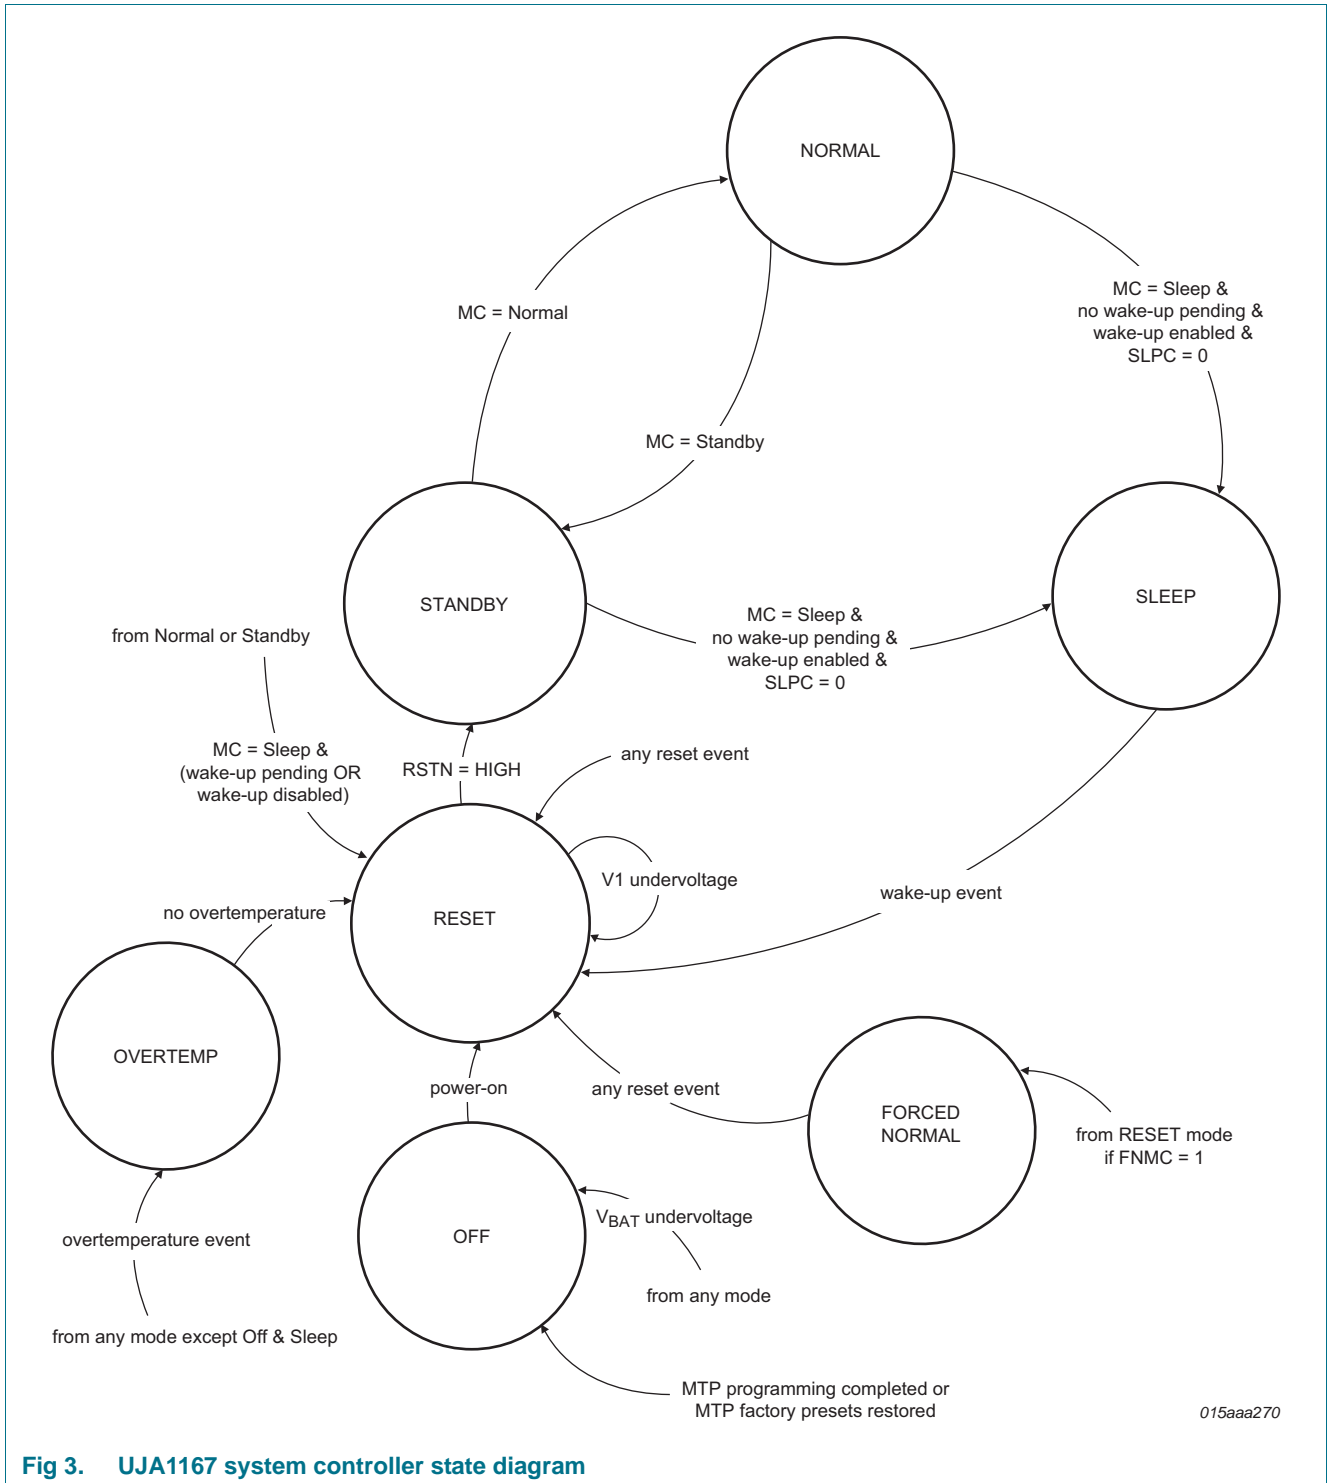 NORMAL
MC = Normal
MC = Sleep &
no wake-up pending &
wake-up enabled &
SLPC = 0
MC = Standby
STANDBY
SLEEP
from Normal or Standby
MC = Sleep &
no wake-up pending &
wake-up enabled &
SLPC = 0
MC = Sleep &
(wake-up pending OR
wake-up disabled)
RSTN = HIGH
any reset event
V1 undervoltage
wake-up event
no overtemperature
RESET
OVERTEMP
power-on
any reset event
FORCED
NORMAL
from RESET mode
if FNMC = 1
overtemperature event
OFF
VBAT undervoltage
from any mode
from any mode except Off & Sleep
MTP programming completed or
MTP factory presets restored
015aaa270
Fig 3. UJA1167 system controller state diagram